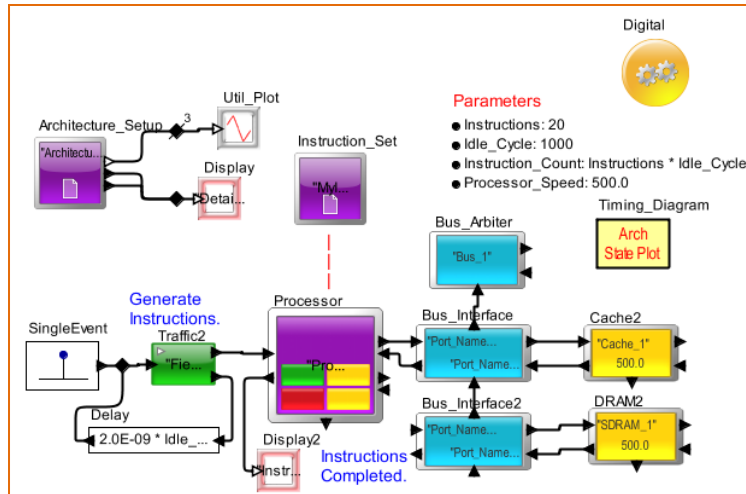 Digital
Util_Plot
3
Architecture_Setup
"Architectu...
Display
"Detai...
Instruction_Set
"MyI...
Parameters
Instructions: 20
Idle_Cycle: 1000
Instruction_Count: Instructions * Idle_Cycle
Processor_Speed: 500.0
Timing_Diagram
Arch
State Plot
Bus_Arbiter
"Bus_1"
Generate
Instructions.
Processor
"Pro...
Bus_Interface
"Port_Name...
"Port_Name...
Cache2
"Cache_1"
500.0
SingleEvent
Traffic2
"Fie...
Delay
2.0E-09 * Idle_...
Bus_Interface2
"Port_Name...
"Port_Name...
DRAM2
"SDRAM_1"
500.0
Display2
"Instr...
Instructions
Completed.